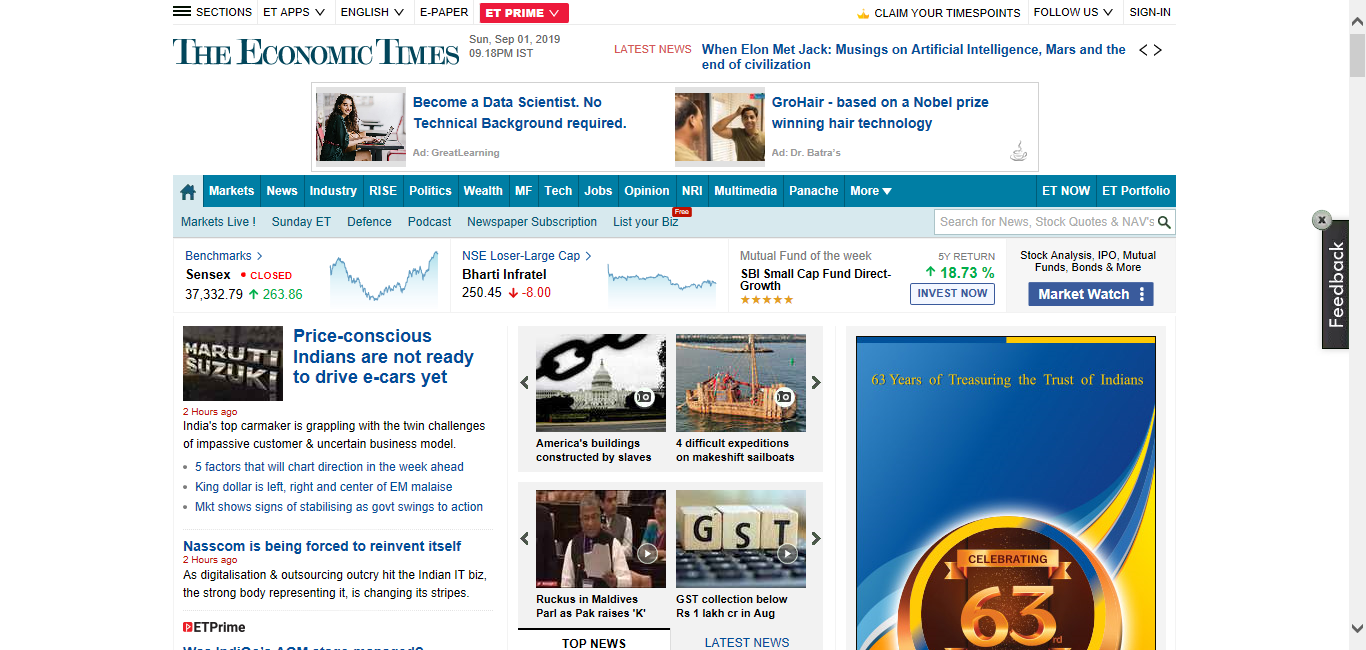 SECTIONS
ET APPS
ENGLISH
E-PAPER
ET PRIME
CLAIM YOUR TIMESPOINTS
FOLLOW US
SIGN-IN
THE ECONOMIC TIMES
Sun, Sep 01, 2019
09.18PM IST
LATEST NEWS
When Elon Met Jack: Musings on Artificial Intelligence, Mars and the
end of civilization
Become a Data Scientist. No
Technical Background required.
Ad: GreatLearning
GroHair - based on a Nobel prize
winning hair technology
Ad: Dr. Batra's
Markets
News
Industry
RISE
Politics
Wealth
MF
Tech
Jobs
Opinion
NRI
Multimedia
Panache
More
ET NOW
ET Portfolio
Markets Live !
Sunday ET
Defence
Podcast
Newspaper Subscription
List your Biz
Free
Search for News, Stock Quotes & NAV's
Benchmarks
Sensex
CLOSED
37,332.79 263.86
NSE Loser-Large Cap
Bharti Infratel
250.45 -8.00
Mutual Fund of the week
SBI Small Cap Fund Direct-
Growth
★★★★★
5Y RETURN
18.73 %
INVEST NOW
Stock Analysis, IPO, Mutual
Funds, Bonds & More
Market Watch
x
Feedback
MARUTI
SUZUKI
Price-conscious
Indians are not ready
to drive e-cars yet
2 Hours ago
India's top carmaker is grappling with the twin challenges
of impassive customer & uncertain business model.
5 factors that will chart direction in the week ahead
King dollar is left, right and center of EM malaise
Mkt shows signs of stabilising as govt swings to action
Nasscom is being forced to reinvent itself
2 Hours ago
As digitalisation & outsourcing outcry hit the Indian IT biz,
the strong body representing it, is changing its stripes.
ETPrime
Was IndiGo's AGM stage-managed?
America's buildings
constructed by slaves
4 difficult expeditions
on makeshift sailboats
GST
Ruckus in Maldives
Parl as Pak raises 'K'
GST collection below
Rs 1 lakh cr in Aug
TOP NEWS
LATEST NEWS
63 Years of Treasuring the Trust of Indians
CELEBRATING
63rd